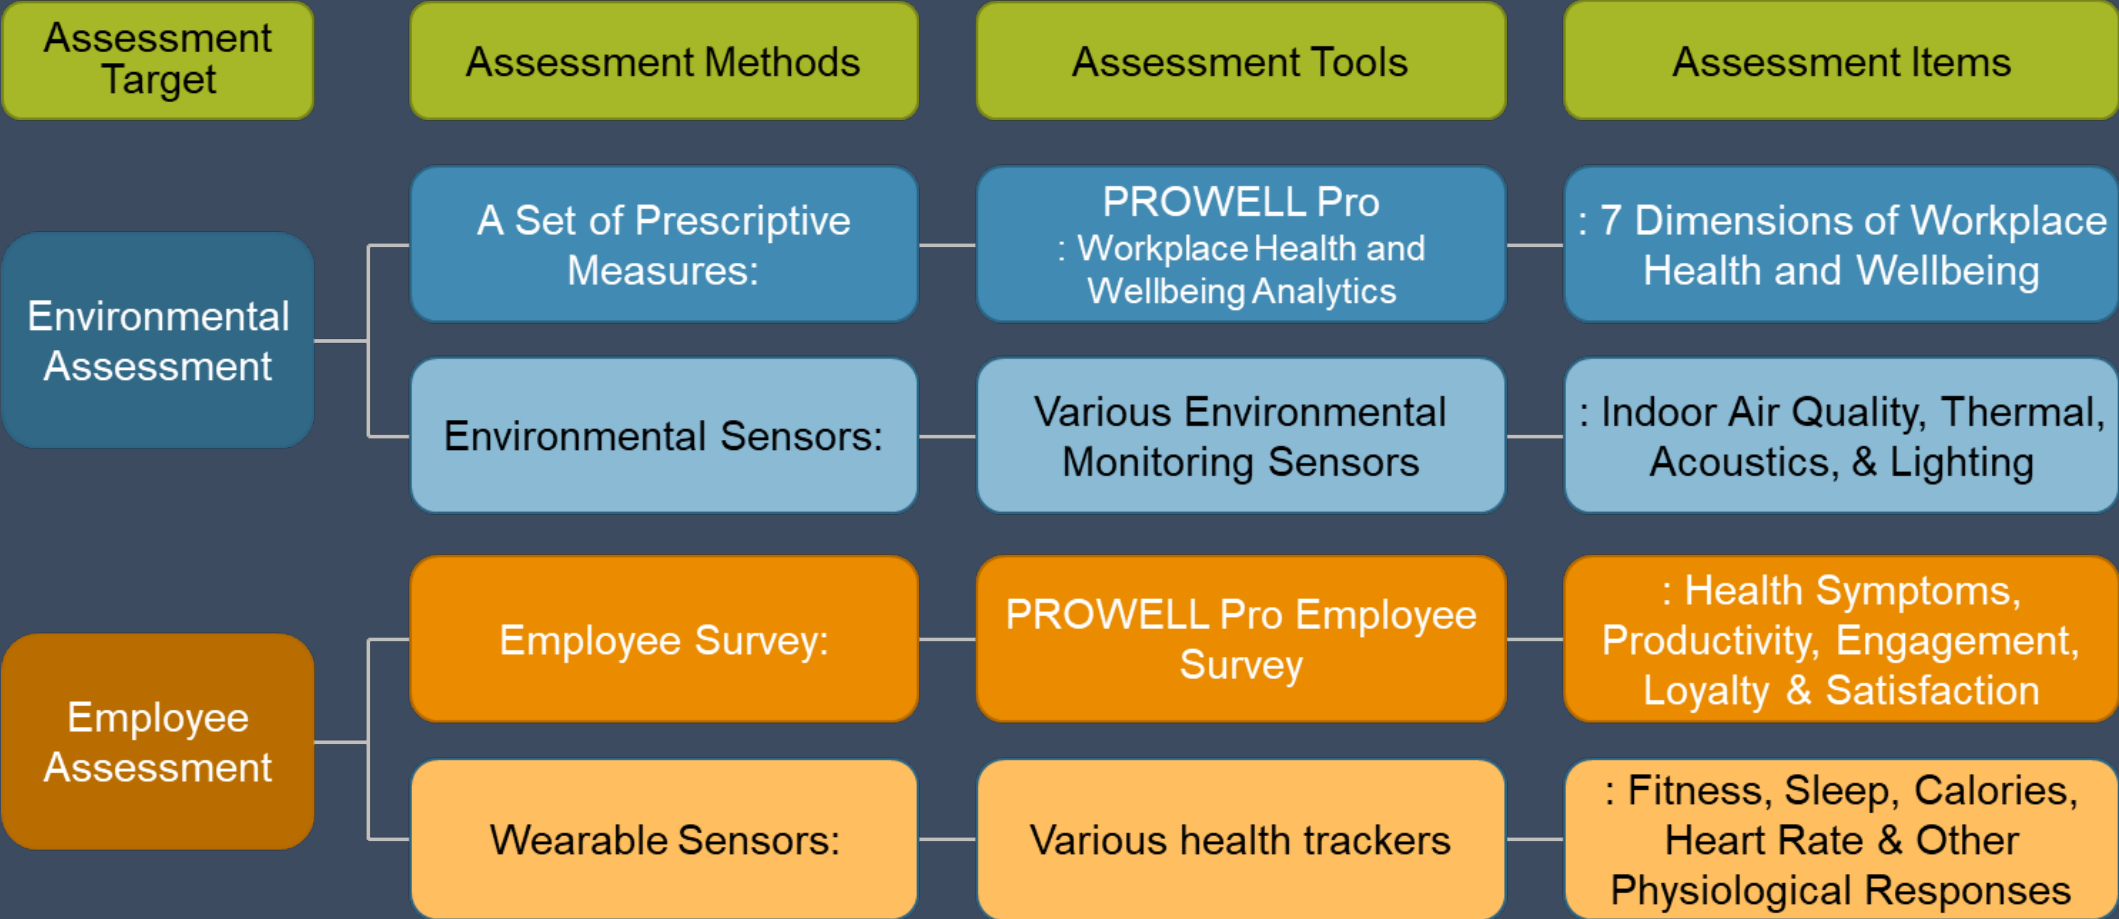 Assessment
Target
Assessment Methods
Assessment Tools
Assessment Items
Environmental
Assessment
A Set of Prescriptive
Measures:
PROWELL Pro
: Workplace Health and
Wellbeing Analytics
: 7 Dimensions of Workplace
Health and Wellbeing
Environmental Sensors:
Various Environmental
Monitoring Sensors
: Indoor Air Quality, Thermal,
Acoustics, & Lighting
Employee
Assessment
Employee Survey:
PROWELL Pro Employee
Survey
: Health Symptoms,
Productivity, Engagement,
Loyalty & Satisfaction
Wearable Sensors:
Various health trackers
: Fitness, Sleep, Calories,
Heart Rate & Other
Physiological Responses